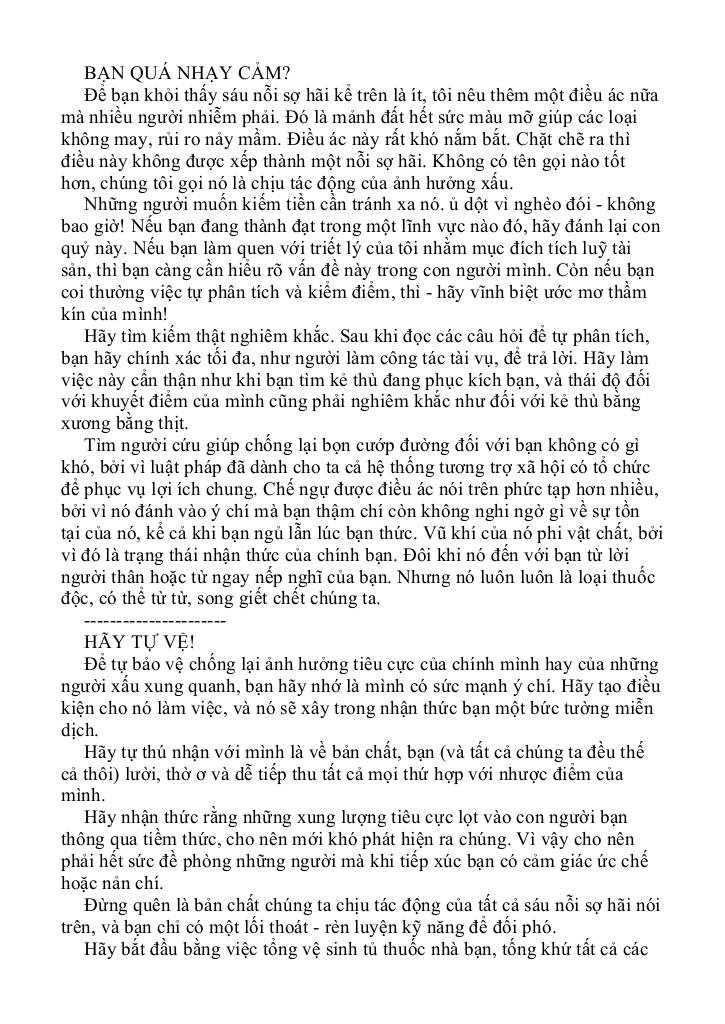 BẠN QUÁ NHẠY CẢM?
Để bạn khỏi thấy sáu nỗi sợ hãi kể trên là ít, tôi nêu thêm một điều ác nữa
mà nhiều người nhiễm phải. Đó là mảnh đất hết sức màu mỡ giúp các loại
không may, rủi ro nảy mầm. Điều ác này rất khó nắm bắt. Chặt chẽ ra thì
điều này không được xếp thành một nỗi sợ hãi. Không có tên gọi nào tốt
hơn, chúng tôi gọi nó là chịu tác động của ảnh hưởng xấu.
Những người muốn kiếm tiền cần tránh xa nó. ủ dột vì nghèo đói - không
bao giờ! Nếu bạn đang thành đạt trong một lĩnh vực nào đó, hãy đánh lại con
quỷ này. Nếu bạn làm quen với triết lý của tôi nhằm mục đích tích luỹ tài
sản, thì bạn càng cần hiểu rõ vấn đề này trong con người mình. Còn nếu bạn
coi thường việc tự phân tích và kiểm điểm, thì - hãy vĩnh biệt ước mơ thầm
kín của mình!
Hãy tìm kiếm thật nghiêm khắc. Sau khi đọc các câu hỏi để tự phân tích,
bạn hãy chính xác tối đa, như người làm công tác tài vụ, để trả lời. Hãy làm
việc này cẩn thận như khi bạn tìm kẻ thù đang phục kích bạn, và thái độ đối
với khuyết điểm của mình cũng phải nghiêm khắc như đối với kẻ thù bằng
xương bằng thịt.
Tìm người cứu giúp chống lại bọn cướp đường đối với bạn không có gì
khó, bởi vì luật pháp đã dành cho ta cả hệ thống tương trợ xã hội có tổ chức
để phục vụ lợi ích chung. Chế ngự được điều ác nói trên phức tạp hơn nhiều,
bởi vì nó đánh vào ý chí mà bạn thậm chí còn không nghi ngờ gì về sự tồn
tại của nó, kể cả khi bạn ngủ lẫn lúc bạn thức. Vũ khí của nó phi vật chất, bởi
vì đó là trạng thái nhận thức của chính bạn. Đôi khi nó đến với bạn từ lời
người thân hoặc từ ngay nếp nghĩ của bạn. Nhưng nó luôn luôn là loại thuốc
độc, có thể từ từ, song giết chết chúng ta.
----------------------
HÃY TỰ VỆ!
Để tự bảo vệ chống lại ảnh hưởng tiêu cực của chính mình hay của những
người xấu xung quanh, bạn hãy nhớ là mình có sức mạnh ý chí. Hãy tạo điều
kiện cho nó làm việc, và nó sẽ xây trong nhận thức bạn một bức tường miễn
dịch.
Hãy tự thú nhận với mình là về bản chất, bạn (và tất cả chúng ta đều thế
cả thôi) lười, thờ ơ và dễ tiếp thu tất cả mọi thứ hợp với nhược điểm của
mình.
Hãy nhận thức rằng những xung lượng tiêu cực lọt vào con người bạn
thông qua tiềm thức, cho nên mới khó phát hiện ra chúng. Vì vậy cho nên
phải hết sức đề phòng những người mà khi tiếp xúc bạn có cảm giác ức chế
hoặc nản chí.
Đừng quên là bản chất chúng ta chịu tác động của tất cả sáu nỗi sợ hãi nói
trên, và bạn chỉ có một lối thoát - rèn luyện kỹ năng để đối phó.
Hãy bắt đầu bằng việc tổng vệ sinh tủ thuốc nhà bạn, tống khứ tất cả các